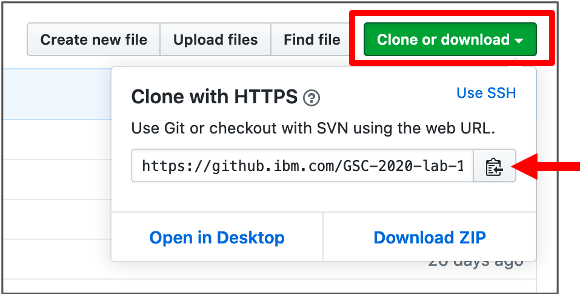 Create new file Upload files Find file Clone or download
Clone with HTTPS ?
Use SSH
Use Git or checkout with SVN using the web URL.
https://github.ibm.com/GSC-2020-lab-1
Open in Desktop Download ZIP
20 days ago